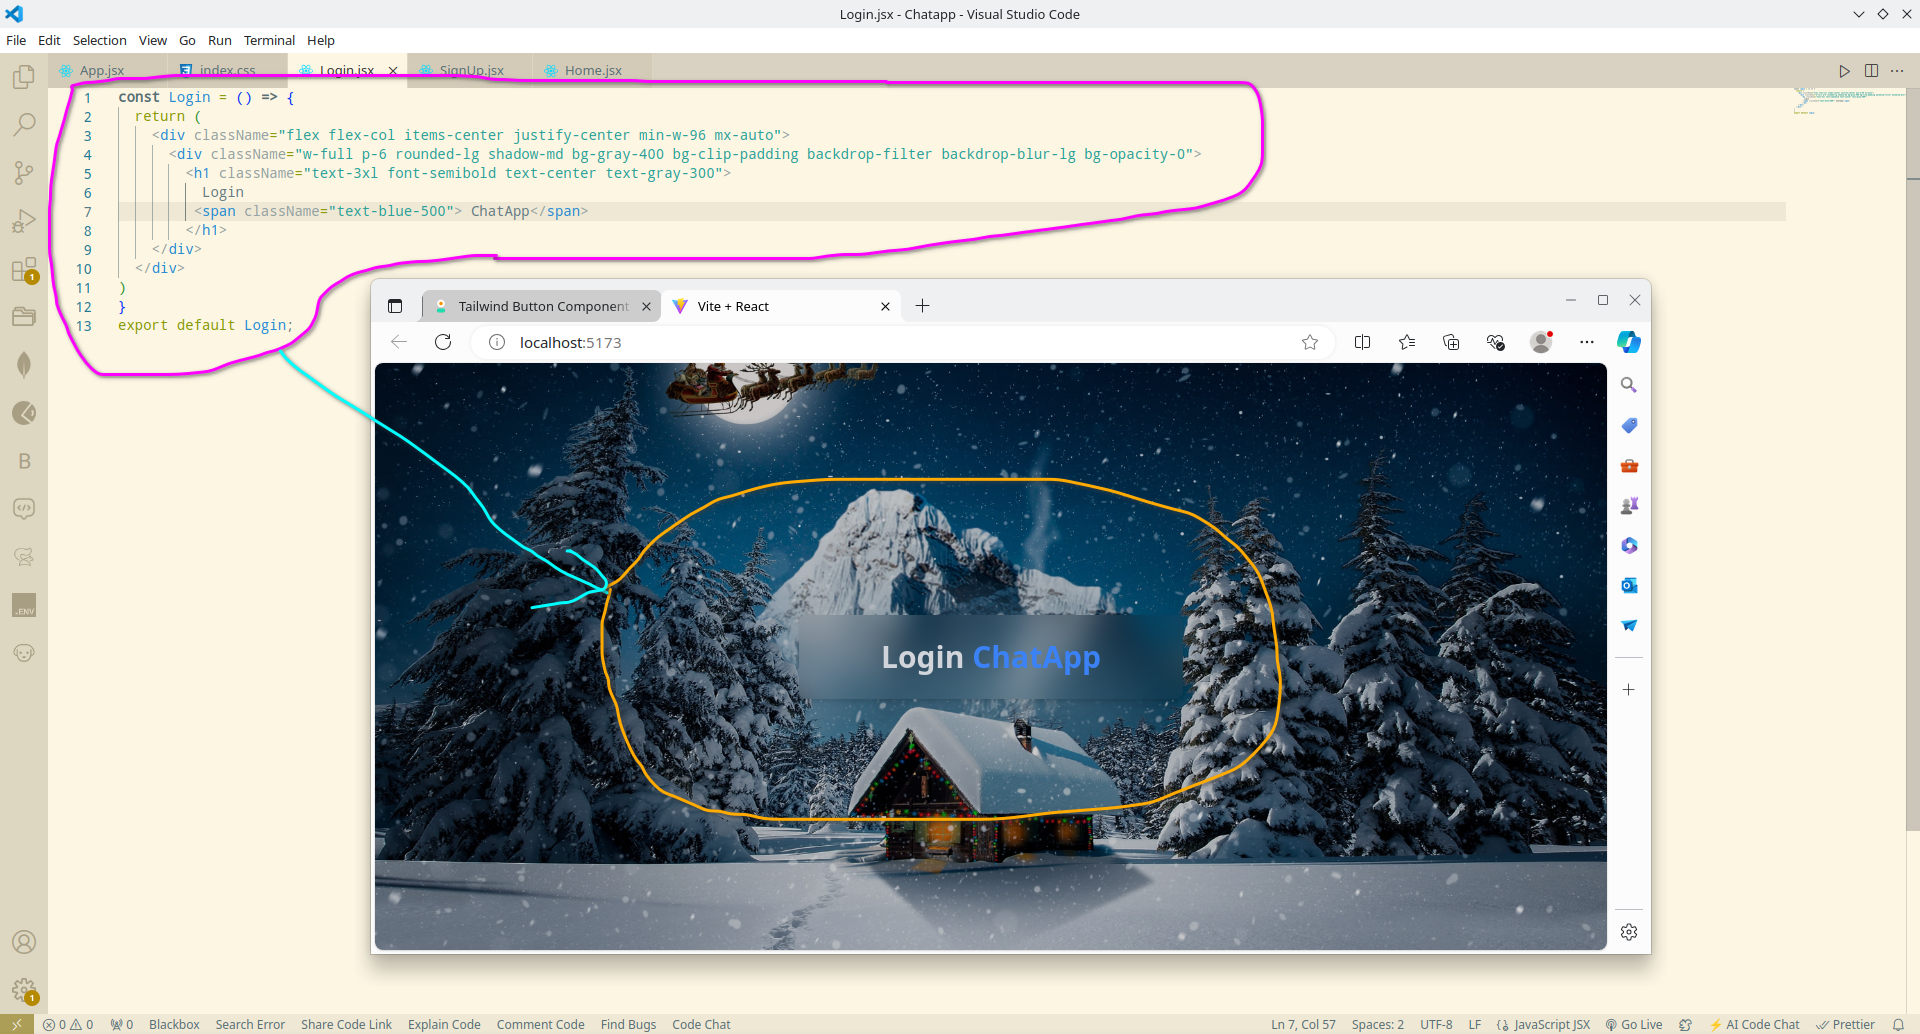 Login.jsx - Chatapp - Visual Studio Code
File Edit Selection View Go Run Terminal Help
App.jsx index.css Login.jsx SignUp.jsx Home.jsx
1 const Login = () => {
2 return (
3 <div className="flex flex-col items-center justify-center min-w-96 mx-auto">
4 <div className="w-full p-6 rounded-lg shadow-md bg-gray-400 bg-clip-padding backdrop-filter backdrop-blur-lg bg-opacity-0">
5 <h1 className="text-3xl font-semibold text-center text-gray-300">
6 Login
7 <span className="text-blue-500"> ChatApp</span>
8 </h1>
9 </div>
10 </div>
11 )
12 }
13 export default Login;
1
Tailwind Button Component
Vite + React
localhost:5173
B
.ENV
Login ChatApp
1
0 0 0 Blackbox Search Error Share Code Link Explain Code Comment Code Find Bugs Code Chat Ln 7, Col 57 Spaces: 2 UTF-8 LF JavaScript JSX Go Live AI Code Chat Prettier